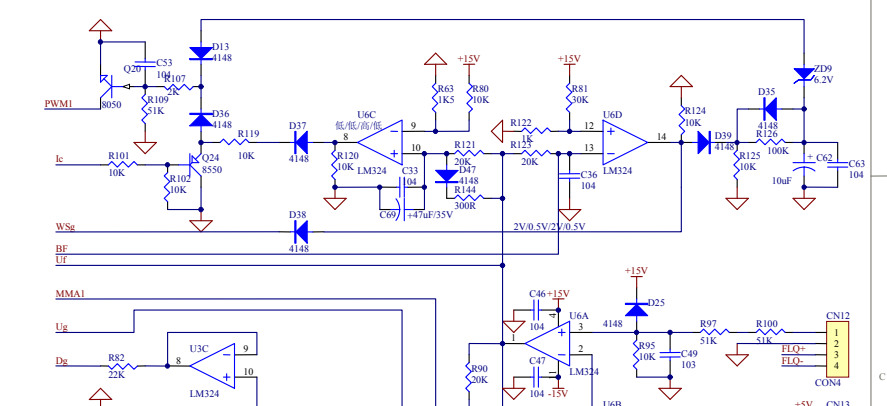 D13
4148
ZD9
6.2V
Q20
C53
104
R107
2K
8050
R109
51K
PWM1
D36
4148
R63
1K5
+15V
R80
10K
+15V
R81
30K
D35
4148
R124
10K
U6C
低/低/高/低
8
9
10
LM324
R122
1K
U6D
12
13
14
LM324
D39
4148
R126
100K
R125
10K
C62
+
10uF
C63
104
D37
4148
R119
10K
R120
10K
R121
20K
R123
20K
D47
4148
R144
300R
C33
104
C69
+47uF/35V
C36
104
Ic
R101
10K
R102
10K
Q24
8550
D38
4148
WSg
2V/0.5V/2V/0.5V
BF
Uf
+15V
MMA1
C46
+15V
104
U6A
4
3
2
1
LM324
D25
4148
CN12
1
2
3
4
CON4
R97
51K
R100
51K
FLQ+
FLQ-
R95
10K
C49
103
Ug
Dg
R82
22K
U3C
8
9
10
LM324
R90
20K
C47
104
-15V
U6B
+5V
CN13
C